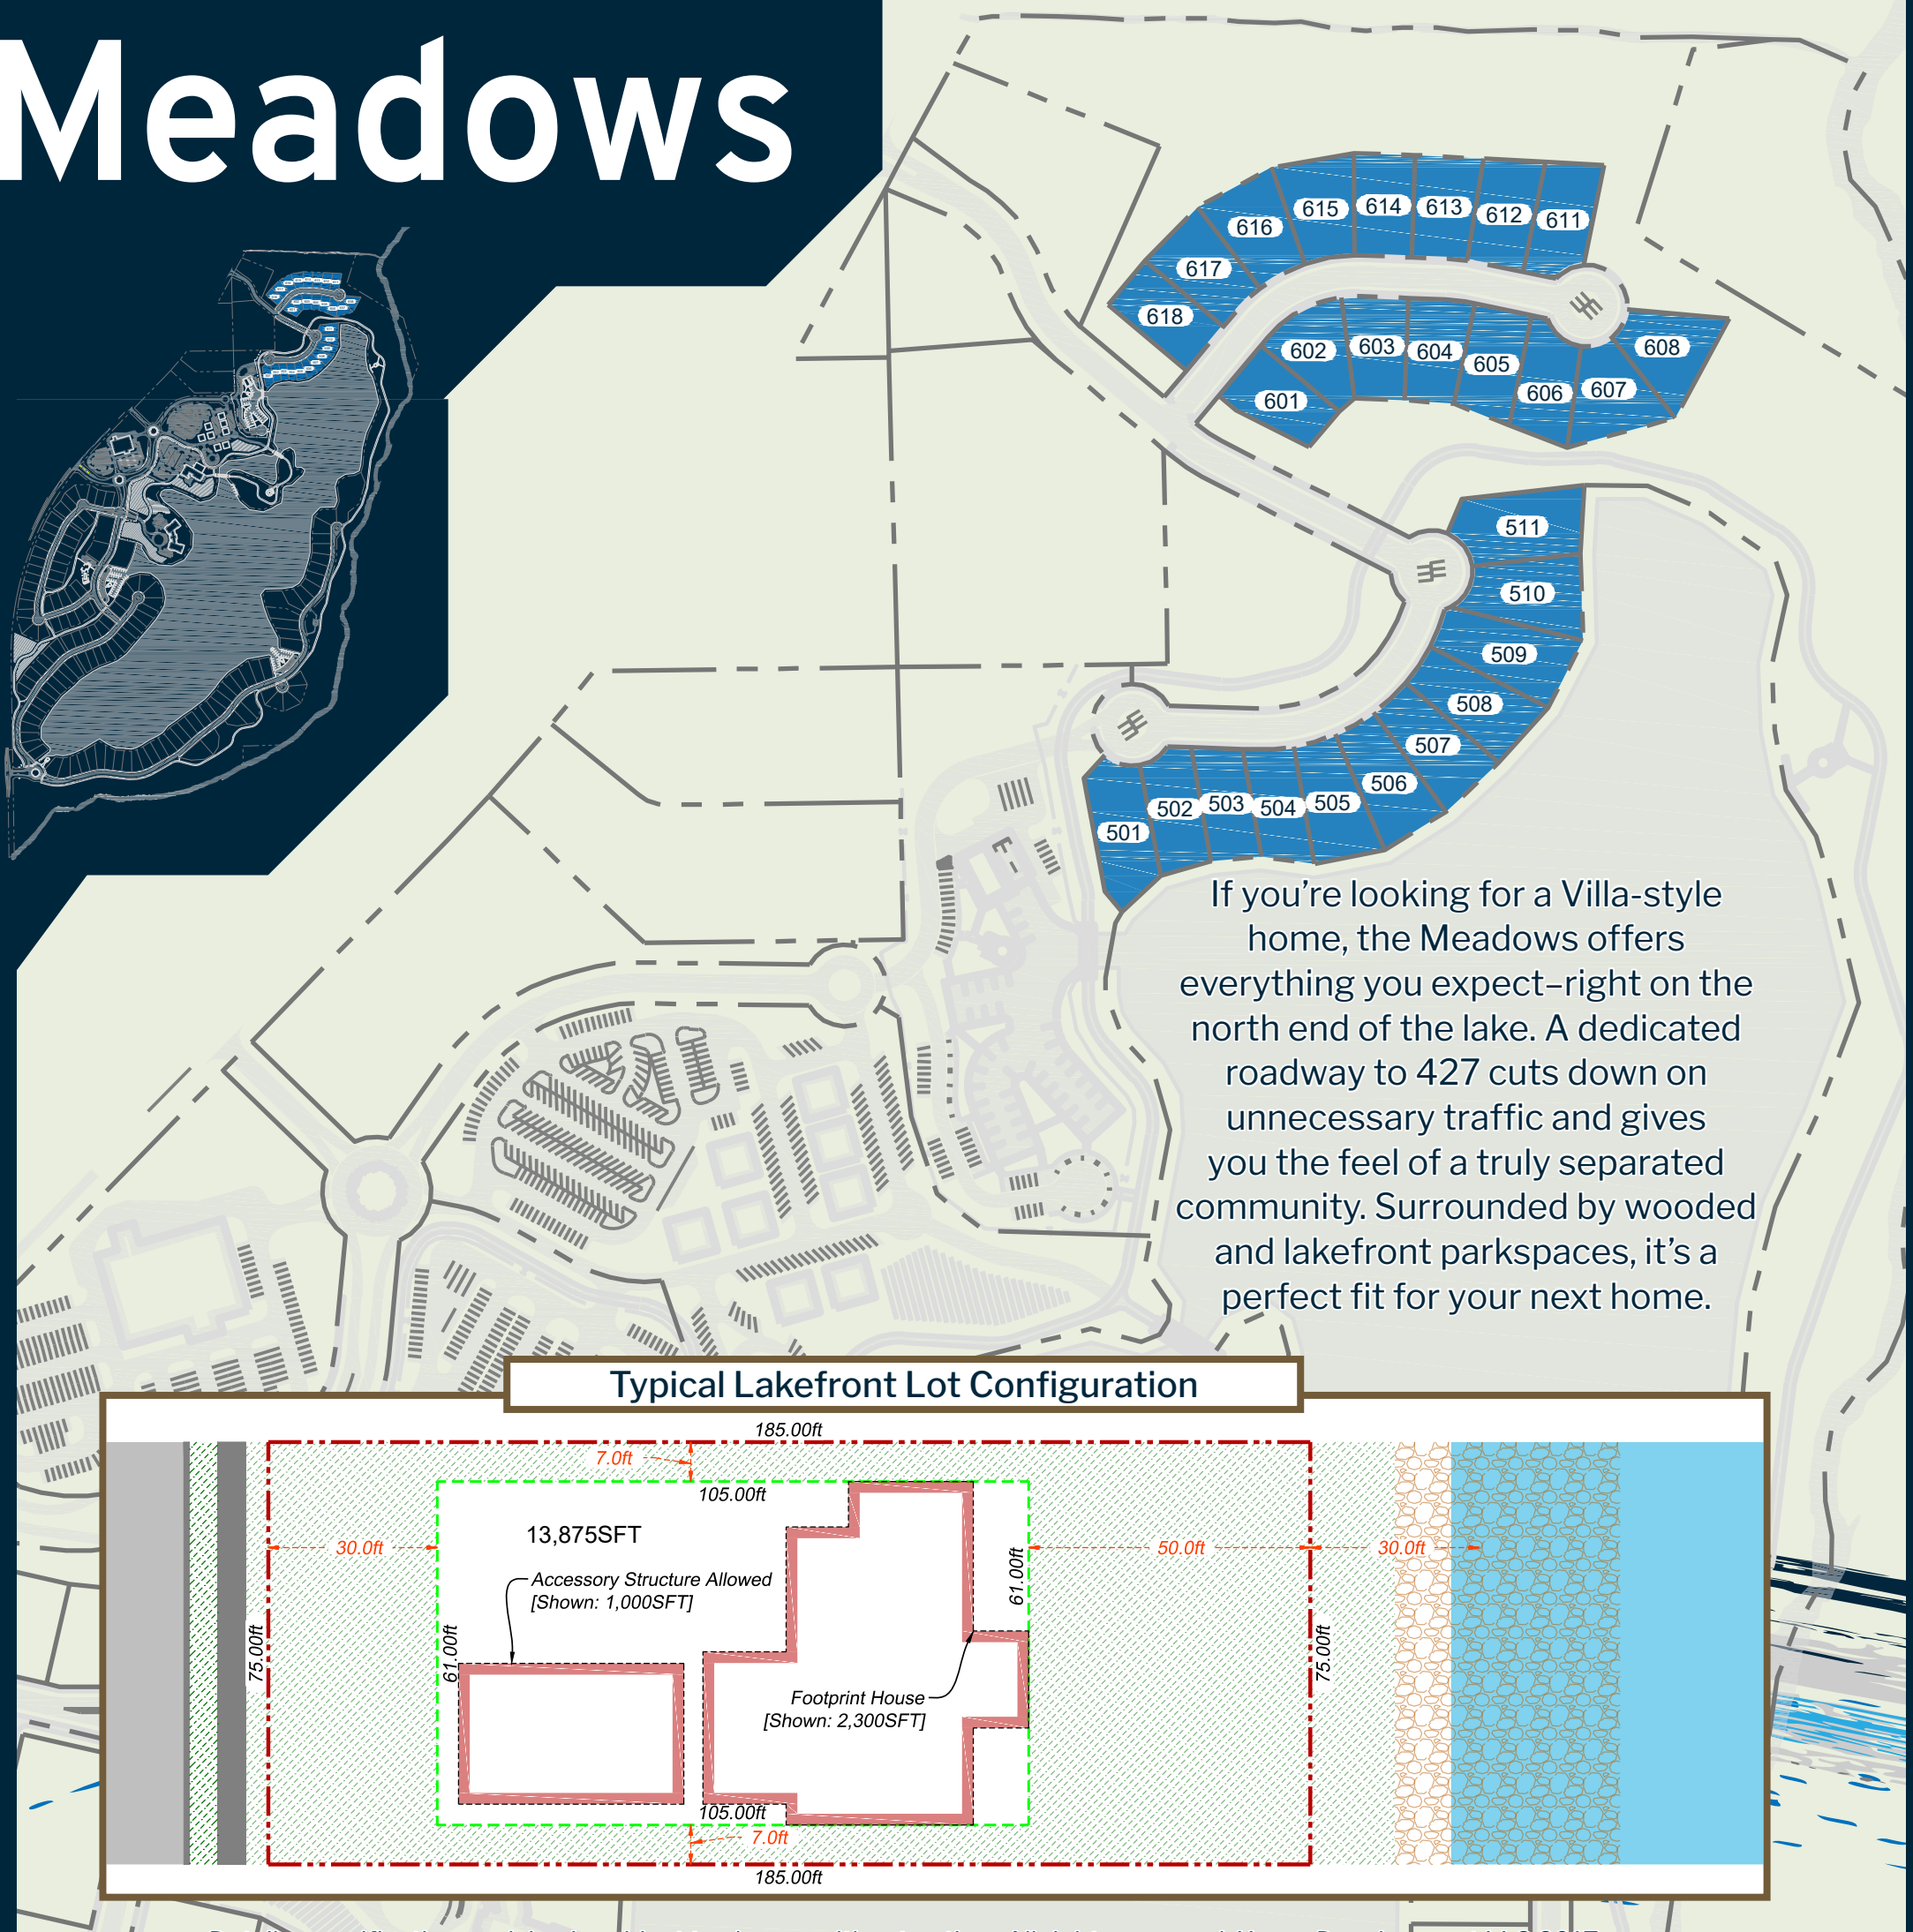 Meadows
615 614 613 612 611
616
617
618
602 603 604 605 606 607 608
601
511
510
509
508
507
506
501 502 503 504 505
If you’re looking for a Villa-style
home, the Meadows offers
everything you expect–right on the
north end of the lake. A dedicated
roadway to 427 cuts down on
unnecessary traffic and gives
you the feel of a truly separated
community. Surrounded by wooded
and lakefront parkspaces, it’s a
perfect fit for your next home.
Typical Lakefront Lot Configuration
185.00ft
7.0ft
105.00ft
13,875SFT
30.0ft
50.0ft
30.0ft
Accessory Structure Allowed
[Shown: 1,000SFT]
61.00ft
75.00ft
61.00ft
75.00ft
Footprint House
[Shown: 2,300SFT]
105.00ft
7.0ft
185.00ft